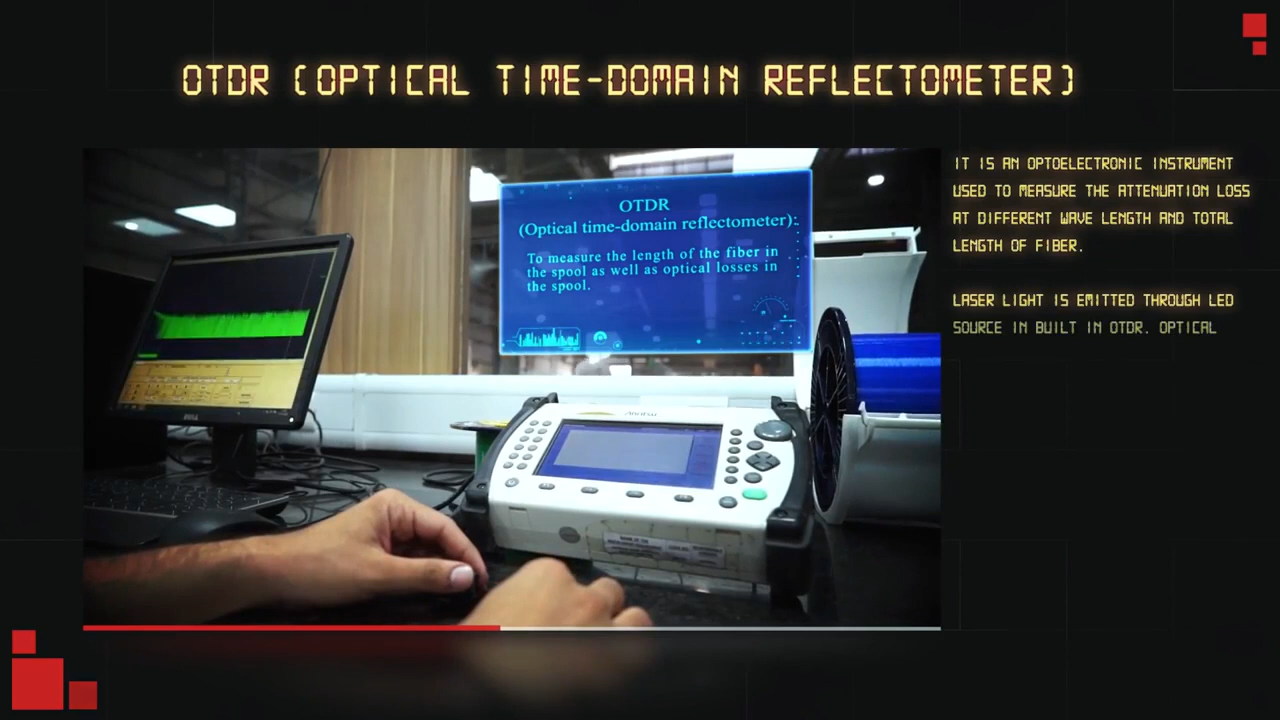 OTDR (OPTICAL TIME-DOMAIN REFLECTOMETER)
IT IS AN OPTOELECTRONIC INSTRUMENT
USED TO MEASURE THE ATTENUATION LOSS
AT DIFFERENT WAVE LENGTH AND TOTAL
LENGTH OF FIBER.
LASER LIGHT IS EMITTED THROUGH LED
SOURCE IN BUILT IN OTDR. OPTICAL
OTDR
(Optical time-domain reflectometer):
To measure the length of the fiber in
the spool as well as optical losses in
the spool.
Anritsu
DELL